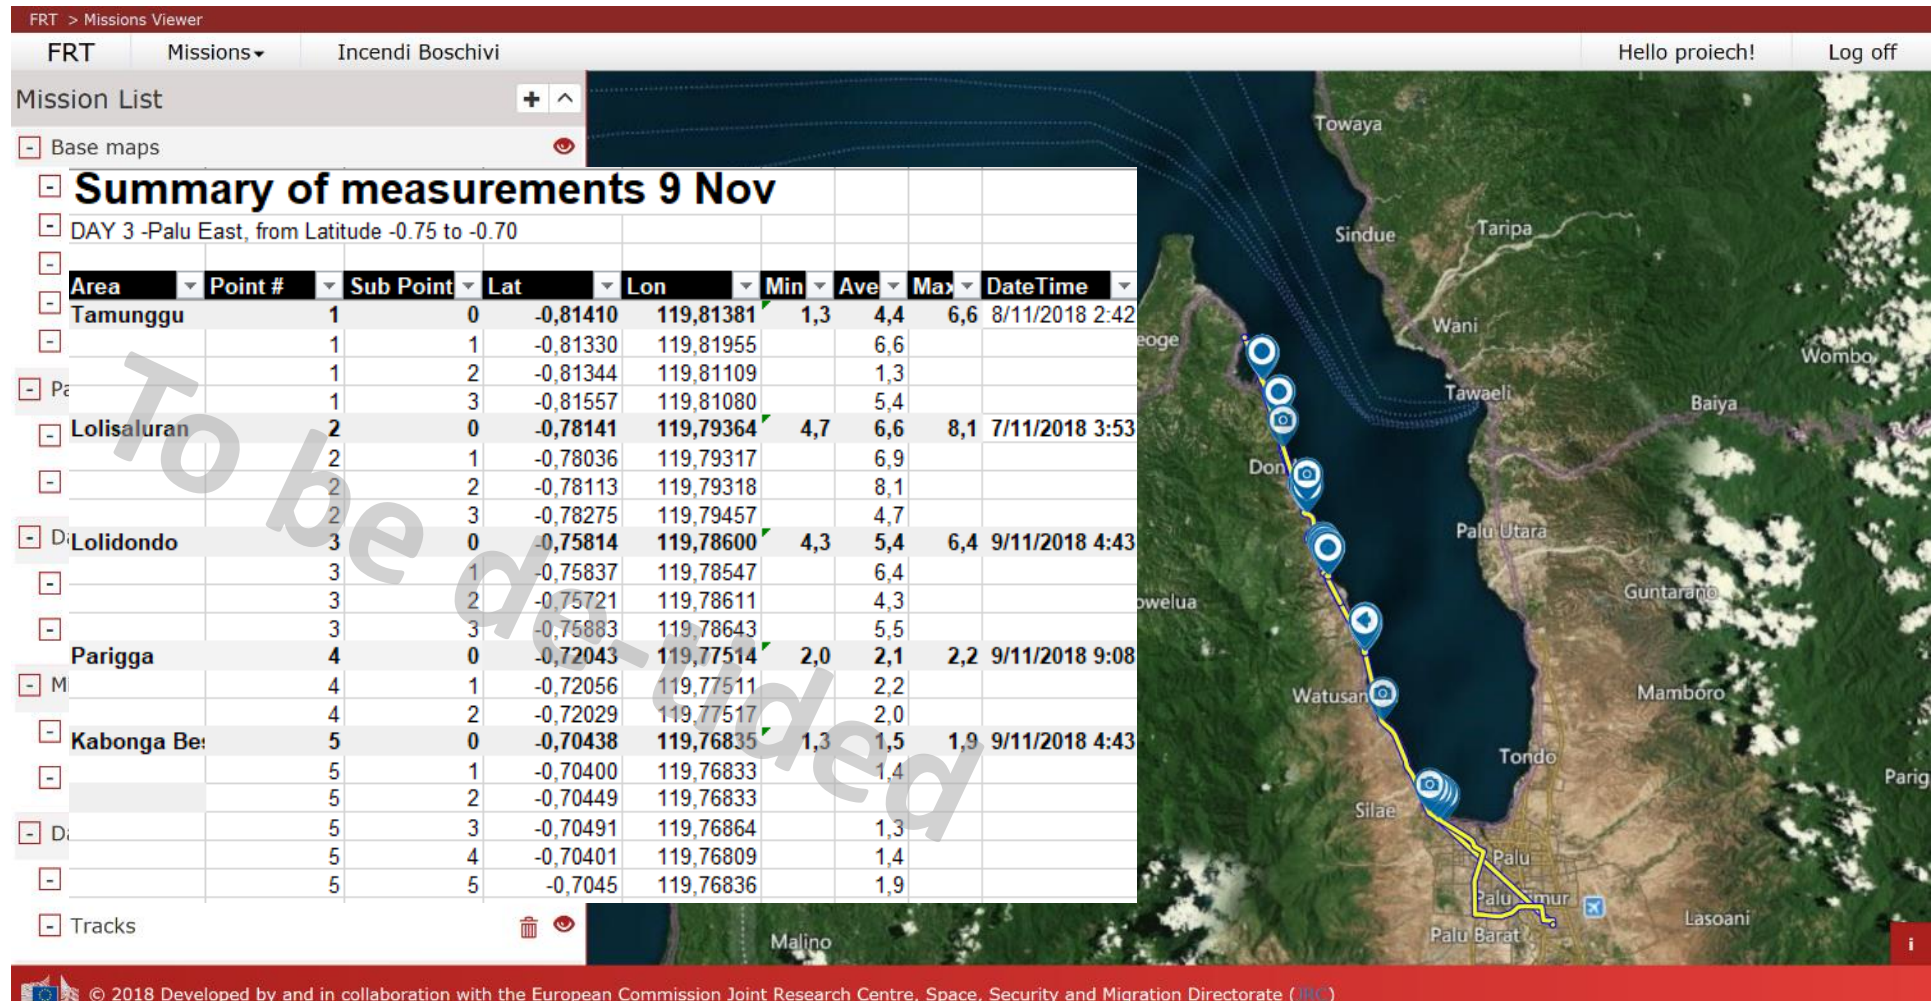 FRT > Missions Viewer
FRT Missions Incendi Boschivi Hello proiech! Log off
Mission List
Base maps
Summary of measurements 9 Nov
DAY 3 -Palu East, from Latitude -0.75 to -0.70
Area Point # Sub Point Lat Lon Min Ave Max DateTime
Tamunggu 1 0 -0,81410 119,81381 1,3 4,4 6,6 8/11/2018 2:42
1 1 -0,81330 119,81955 6,6
1 2 -0,81344 119,81109 1,3
1 3 -0,81557 119,81080 5,4
Lolisaluran 2 0 -0,78141 119,79364 4,7 6,6 8,1 7/11/2018 3:53
2 1 -0,78036 119,79317 6,9
2 2 -0,78113 119,79318 8,1
2 3 -0,78275 119,79457 4,7
Lolidondo 3 0 -0,75814 119,78600 4,3 5,4 6,4 9/11/2018 4:43
3 1 -0,75837 119,78547 6,4
3 2 -0,75721 119,78611 4,3
3 3 -0,75883 119,78643 5,5
Parigga 4 0 -0,72043 119,77514 2,0 2,1 2,2 9/11/2018 9:08
4 1 -0,72056 119,77511 2,2
4 2 -0,72029 119,77517 2,0
Kabonga Bes 5 0 -0,70438 119,76835 1,3 1,5 1,9 9/11/2018 4:43
5 1 -0,70400 119,76833 1,4
5 2 -0,70449 119,76833
5 3 -0,70491 119,76864 1,3
5 4 -0,70401 119,76809 1,4
5 5 -0,7045 119,76836 1,9
To be de-tided
Pa
Da
M
Da
Tracks
Towaya
Sindue
Taripa
Wani
Wombo
Tawaeli
Baiya
Palu Utara
Guntarano
Mamboro
Tondo
Parig
Silae
Palu
Palu Timur
Palu Barat
Lasoani
Malino
i
© 2018 Developed by and in collaboration with the European Commission Joint Research Centre, Space, Security and Migration Directorate (JRC)